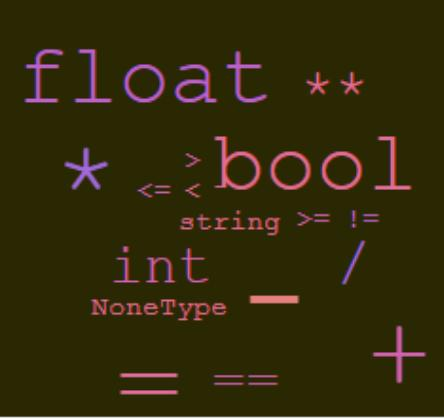 float **
* > bool
<= <
string >= !=
int /
NoneType -
+
= ==